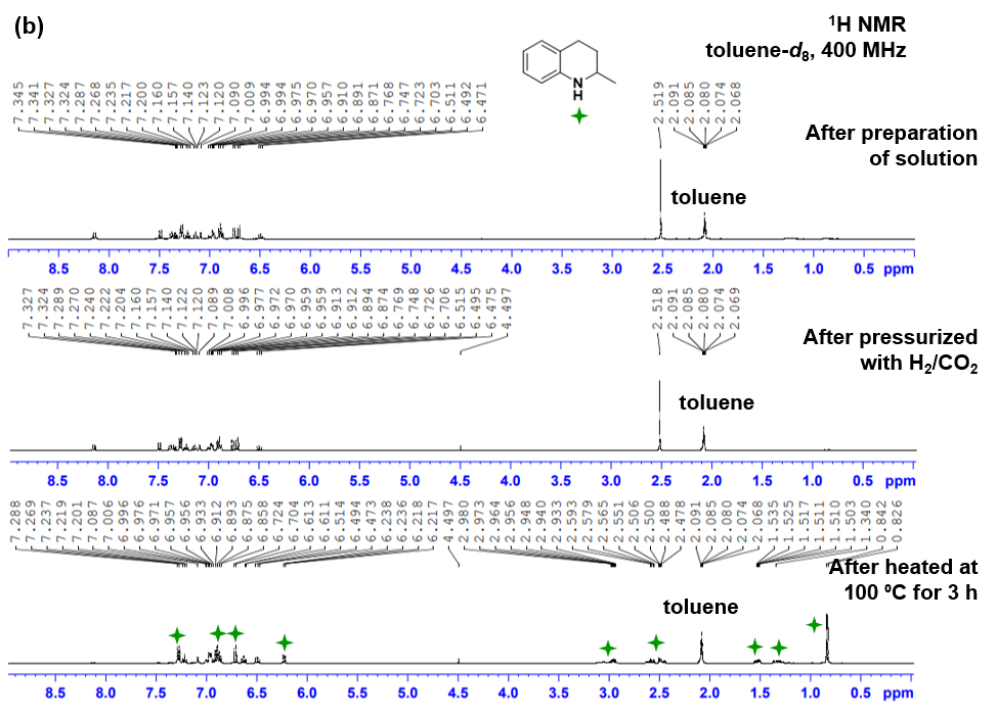 (b)
¹H NMR
toluene-d₈, 400 MHz
N
H
7.345 7.341 7.327 7.324 7.287 7.268 7.235 7.217 7.200 7.160 7.157 7.140 7.123 7.120 7.090 7.009 6.994 6.994 6.975 6.970 6.957 6.910 6.891 6.871 6.768 6.747 6.723 6.703 6.511 6.492 6.471
2.519 2.091 2.085 2.080 2.074 2.068
After preparation
of solution
toluene
8.5 8.0 7.5 7.0 6.5 6.0 5.5 5.0 4.5 4.0 3.5 3.0 2.5 2.0 1.5 1.0 0.5 ppm
7.327 7.324 7.289 7.270 7.240 7.222 7.204 7.160 7.157 7.140 7.122 7.120 7.089 7.008 6.996 6.977 6.972 6.970 6.959 6.959 6.913 6.912 6.894 6.874 6.769 6.748 6.726 6.706 6.515 6.495 6.475 4.497
2.518 2.091 2.085 2.080 2.074 2.069
After pressurized
with H₂/CO₂
toluene
8.5 8.0 7.5 7.0 6.5 6.0 5.5 5.0 4.5 4.0 3.5 3.0 2.5 2.0 1.5 1.0 0.5 ppm
7.288 7.269 7.237 7.219 7.201 7.087 7.006 6.996 6.976 6.971 6.957 6.956 6.933 6.912 6.893 6.875 6.858 6.724 6.704 6.613 6.611 6.514 6.494 6.473 6.238 6.236 6.218 6.217 4.497 2.980 2.973 2.964 2.956 2.948 2.940 2.933 2.593 2.579 2.565 2.551 2.506 2.500 2.488 2.478 2.091 2.085 2.080 2.074 2.068 1.535 1.525 1.517 1.511 1.510 1.503 1.340 0.842 0.826
After heated at
100 ºC for 3 h
toluene
8.5 8.0 7.5 7.0 6.5 6.0 5.5 5.0 4.5 4.0 3.5 3.0 2.5 2.0 1.5 1.0 0.5 ppm